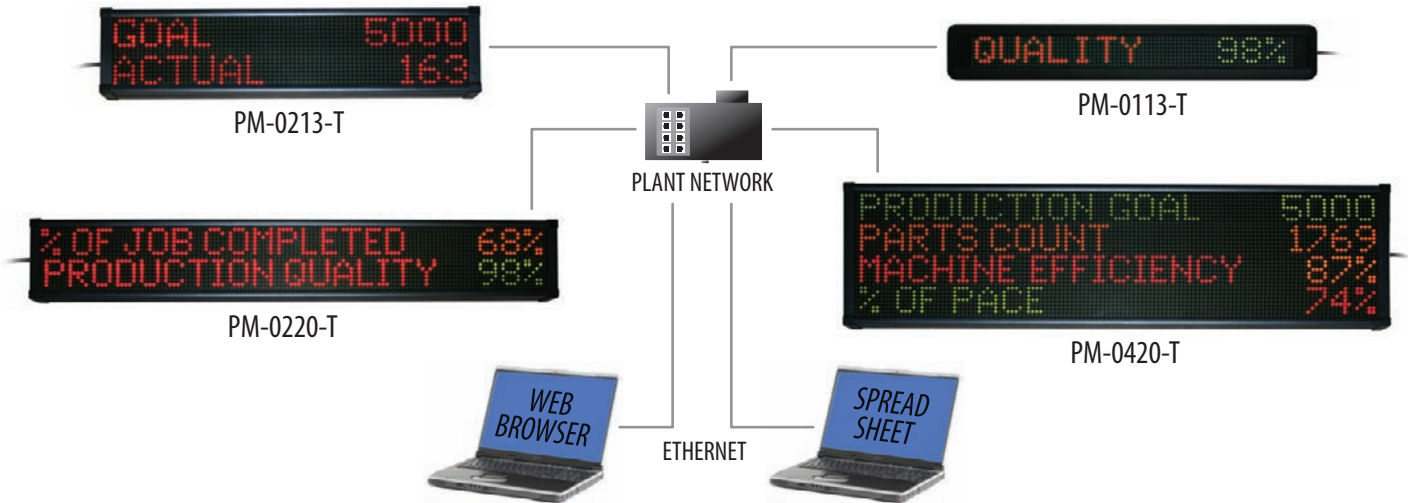 GOAL 5000
ACTUAL 163
PM-0213-T
QUALITY 98%
PM-0113-T
PLANT NETWORK
% OF JOB COMPLETED 68%
PRODUCTION QUALITY 98%
PM-0220-T
PRODUCTION GOAL 5000
PARTS COUNT 1769
MACHINE EFFICIENCY 87%
% OF PACE 74%
PM-0420-T
WEB
BROWSER
ETHERNET
SPREAD
SHEET